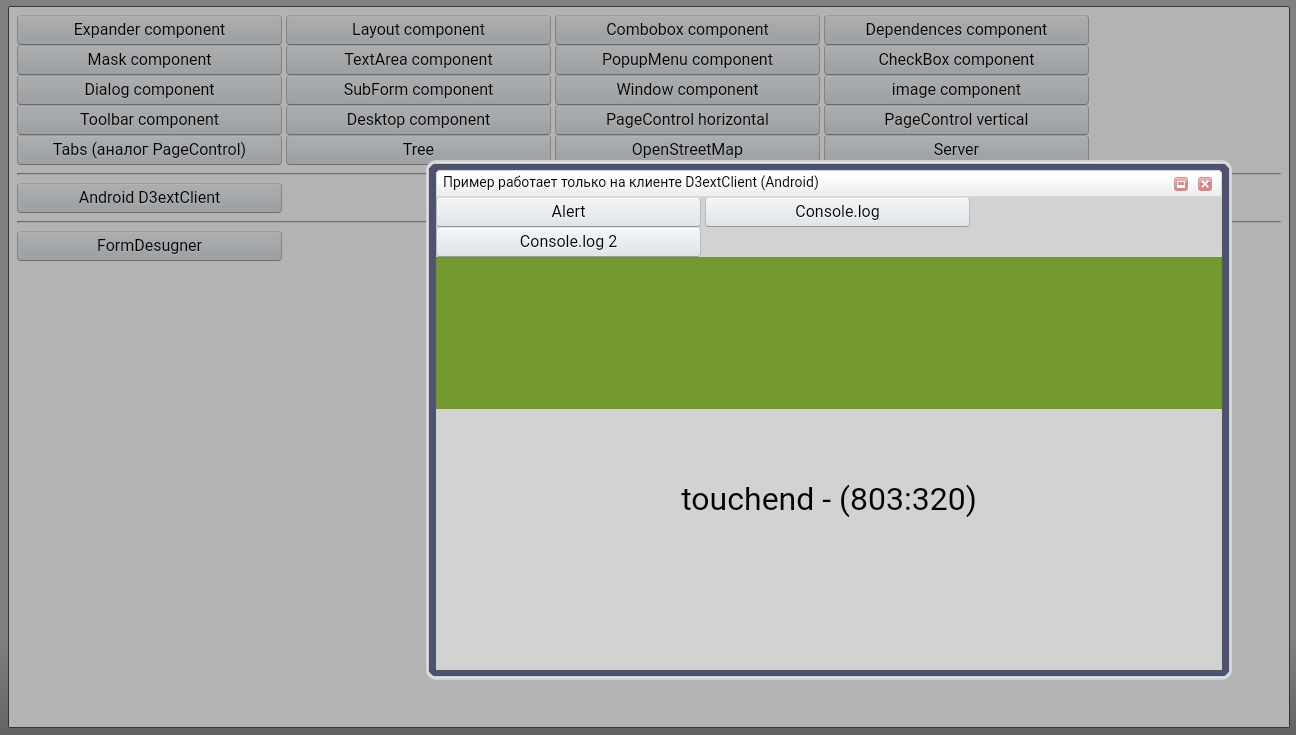 Expander component
Layout component
Combobox component
Dependences component
Mask component
TextArea component
PopupMenu component
CheckBox component
Dialog component
SubForm component
Window component
image component
Toolbar component
Desktop component
PageControl horizontal
PageControl vertical
Tabs (аналог PageControl)
Tree
OpenStreetMap
Server
Android D3extClient
FormDesugner
Пример работает только на клиенте D3extClient (Android)
Alert
Console.log
Console.log 2
touchend - (803:320)